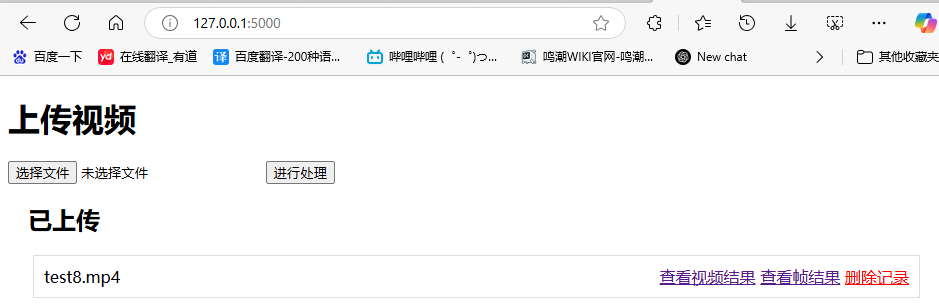 127.0.0.1:5000
百度一下 yd 在线翻译_有道 译 百度翻译-200种语... 哔哩哔哩 (゜-゜)つ... 鸣潮WIKI官网-鸣潮... New chat 其他收藏夹
上传视频
选择文件 未选择文件 进行处理
已上传
test8.mp4 查看视频结果 查看帧结果 删除记录